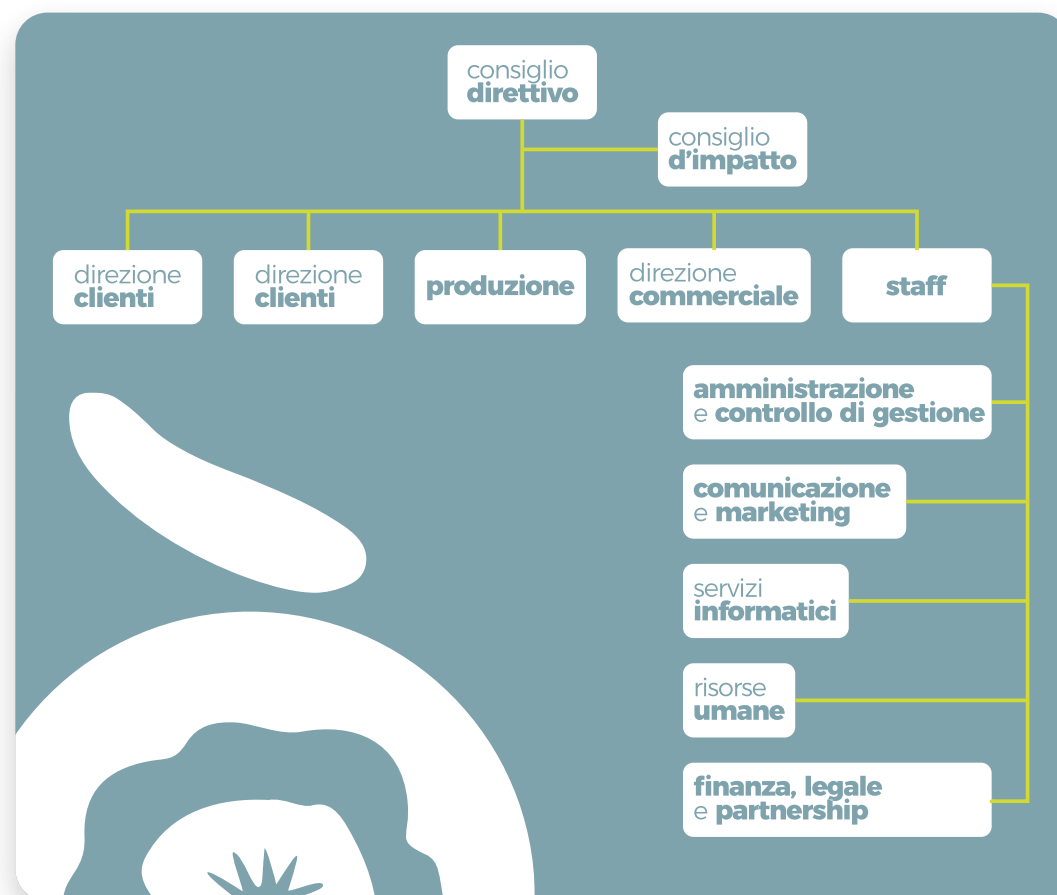 consiglio
direttivo
consiglio
d'impatto
direzione
clienti
direzione
clienti
produzione
direzione
commerciale
staff
amministrazione
e controllo di gestione
comunicazione
e marketing
servizi
informatici
risorse
umane
finanza, legale
e partnership